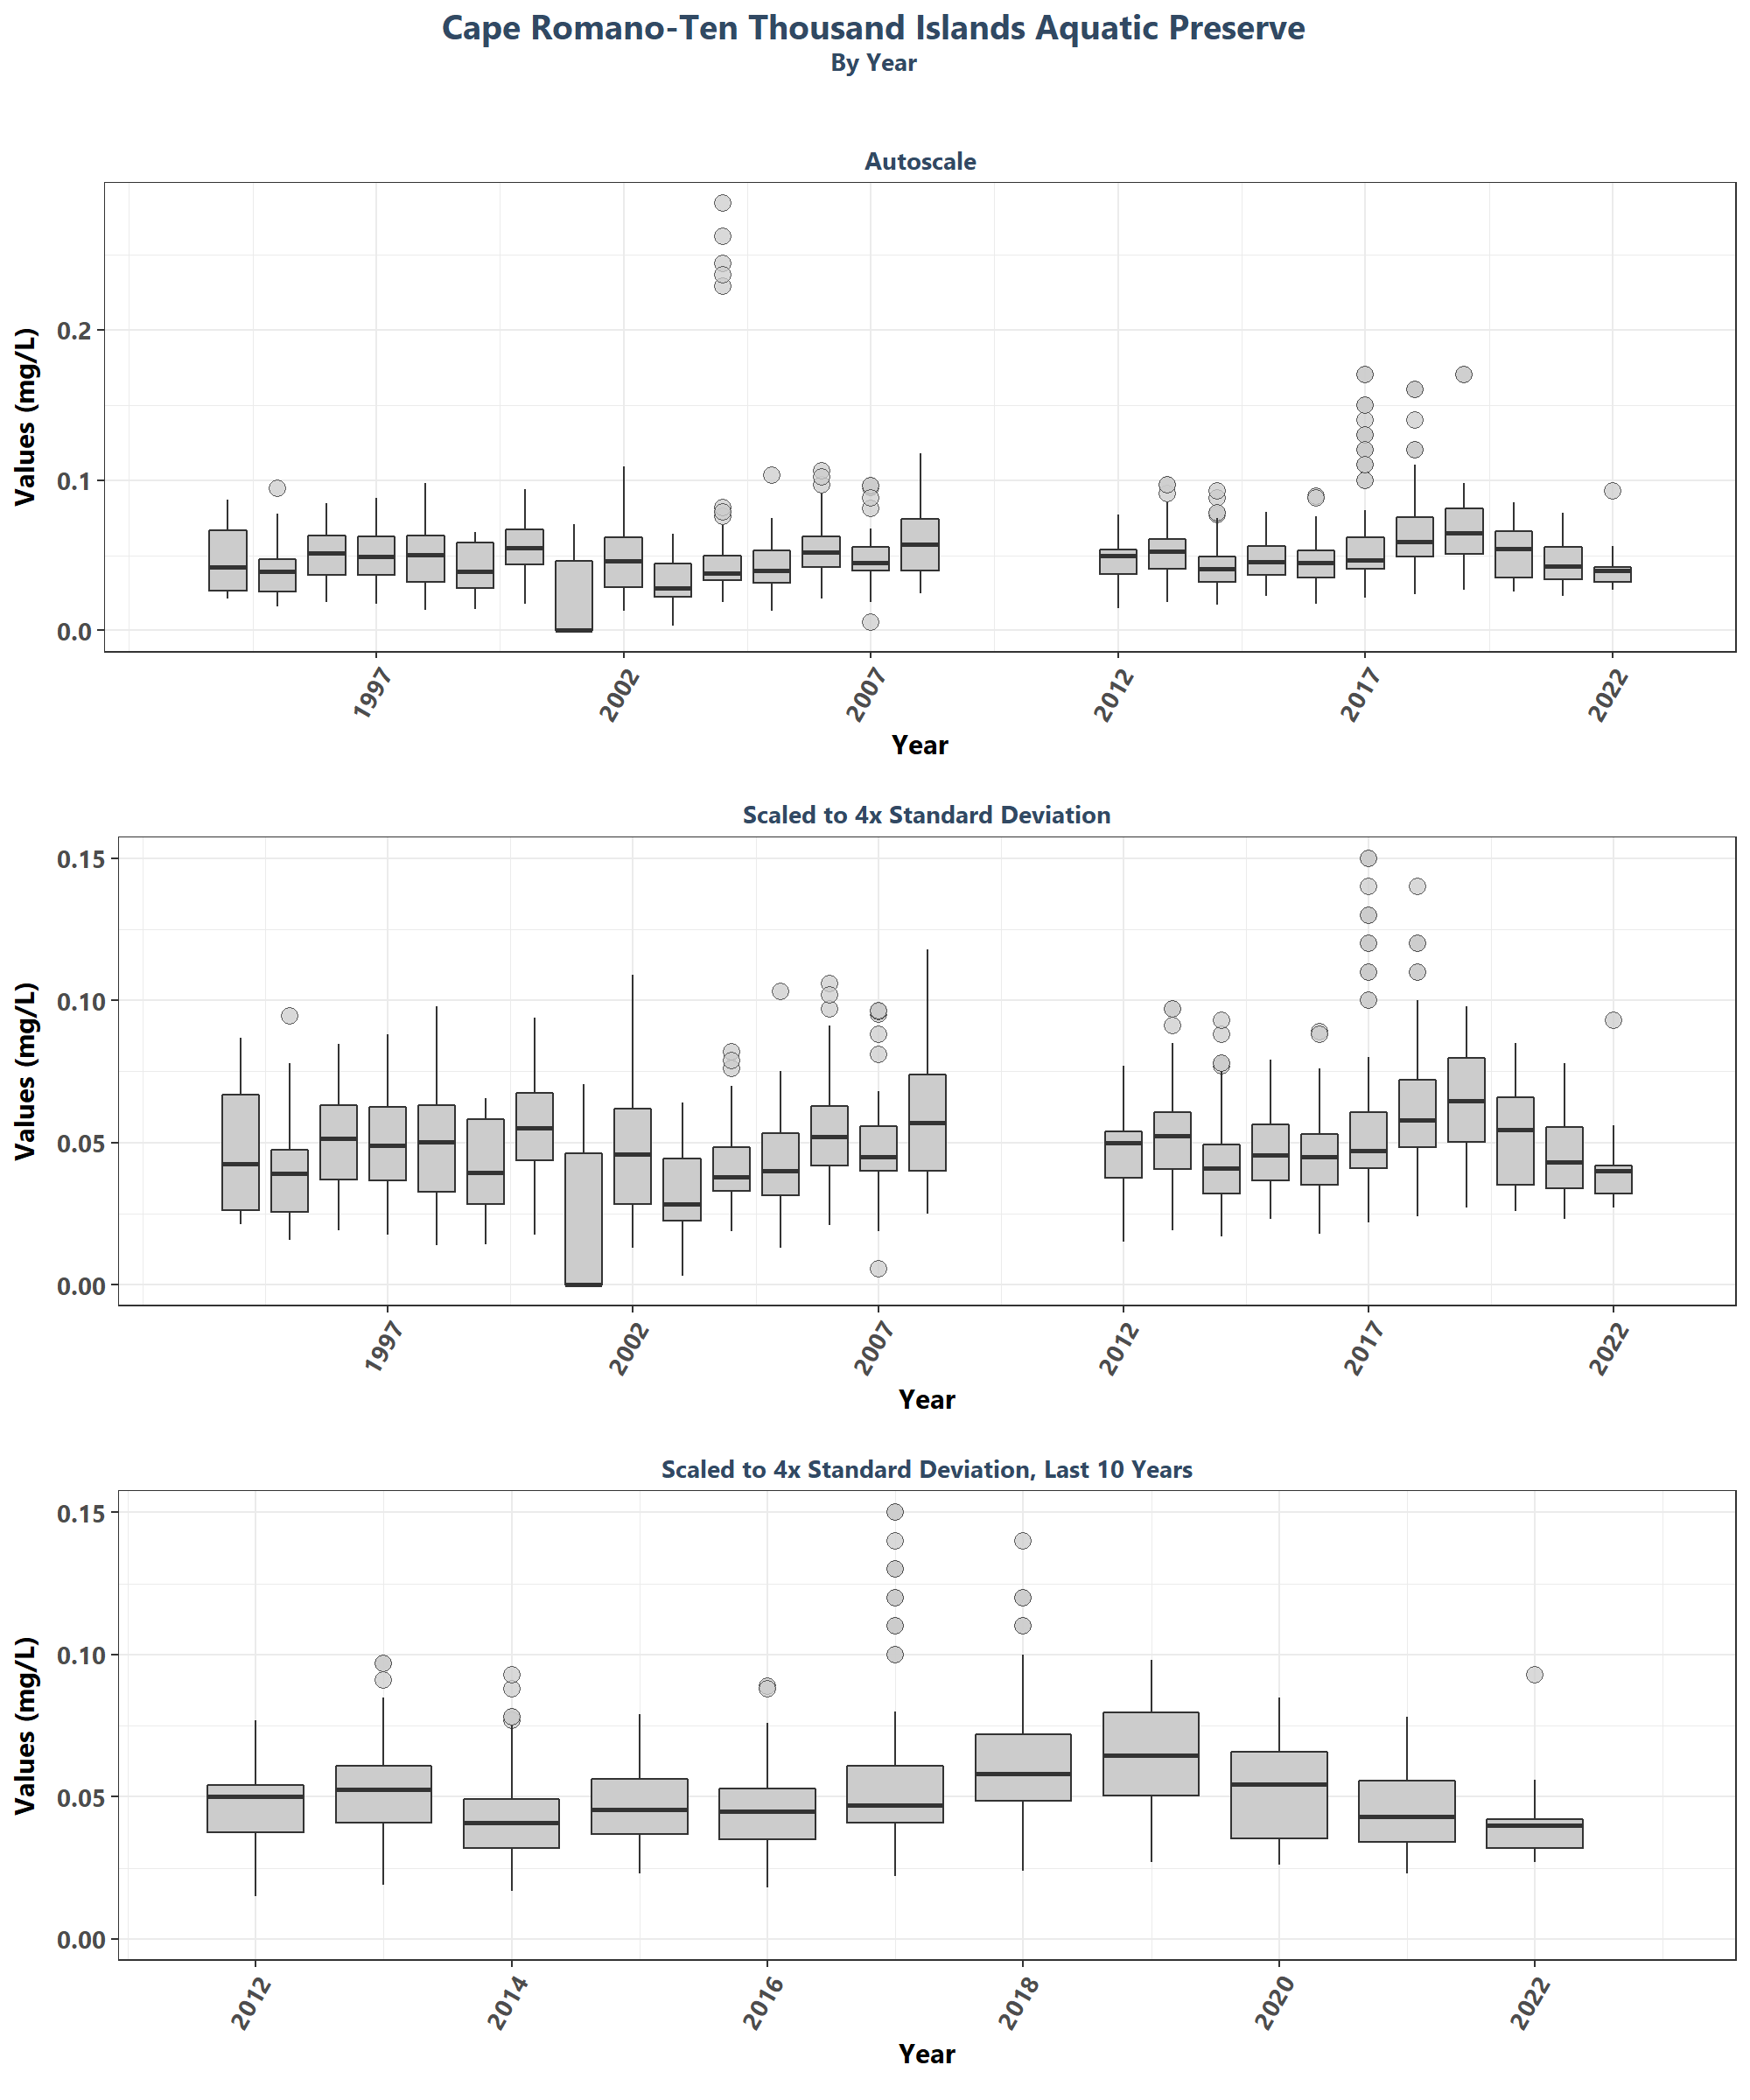 Cape Romano-Ten Thousand Islands Aquatic Preserve
By Year
Autoscale
Values (mg/L)
0.2
0.1
0.0
1997
2002
2007
2012
2017
2022
Year
Scaled to 4x Standard Deviation
Values (mg/L)
0.15
0.10
0.05
0.00
1997
2002
2007
2012
2017
2022
Year
Scaled to 4x Standard Deviation, Last 10 Years
Values (mg/L)
0.15
0.10
0.05
0.00
2012
2014
2016
2018
2020
2022
Year